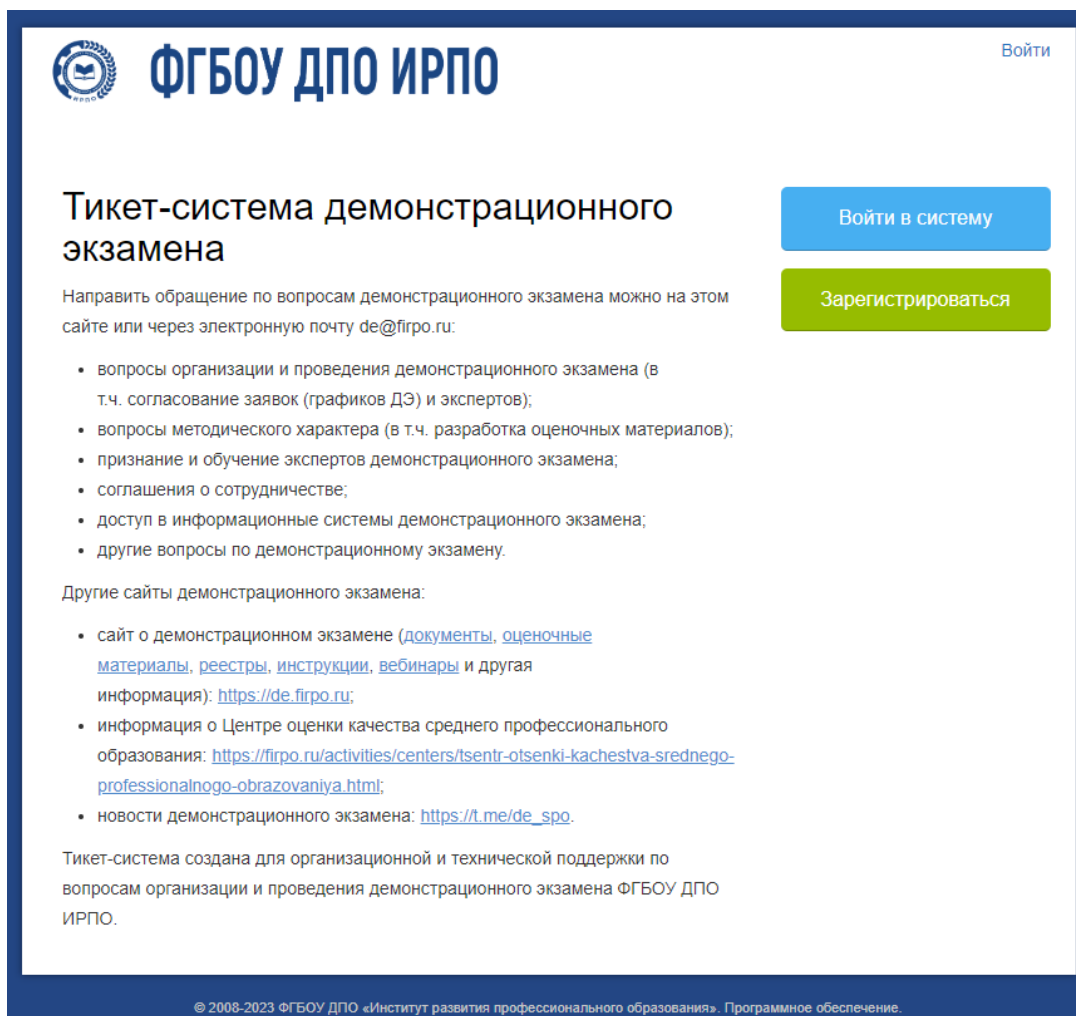 ФГБОУ ДПО ИРПО
Войти
ИРПО
Тикет-система демонстрационного
экзамена
Войти в систему
Зарегистрироваться
Направить обращение по вопросам демонстрационного экзамена можно на этом
сайте или через электронную почту de@firpo.ru:
• вопросы организации и проведения демонстрационного экзамена (в
т.ч. согласование заявок (графиков ДЭ) и экспертов);
• вопросы методического характера (в т.ч. разработка оценочных материалов);
• признание и обучение экспертов демонстрационного экзамена;
• соглашения о сотрудничестве;
• доступ в информационные системы демонстрационного экзамена;
• другие вопросы по демонстрационному экзамену.
Другие сайты демонстрационного экзамена:
• сайт о демонстрационном экзамене (документы, оценочные
материалы, реестры, инструкции, вебинары и другая
информация): https://de.firpo.ru;
• информация о Центре оценки качества среднего профессионального
образования: https://firpo.ru/activities/centers/tsentr-otsenki-kachestva-srednego-
professionalnogo-obrazovaniya.html;
• новости демонстрационного экзамена: https://t.me/de_spo.
Тикет-система создана для организационной и технической поддержки по
вопросам организации и проведения демонстрационного экзамена ФГБОУ ДПО
ИРПО.
© 2008-2023 ФГБОУ ДПО «Институт развития профессионального образования». Программное обеспечение.